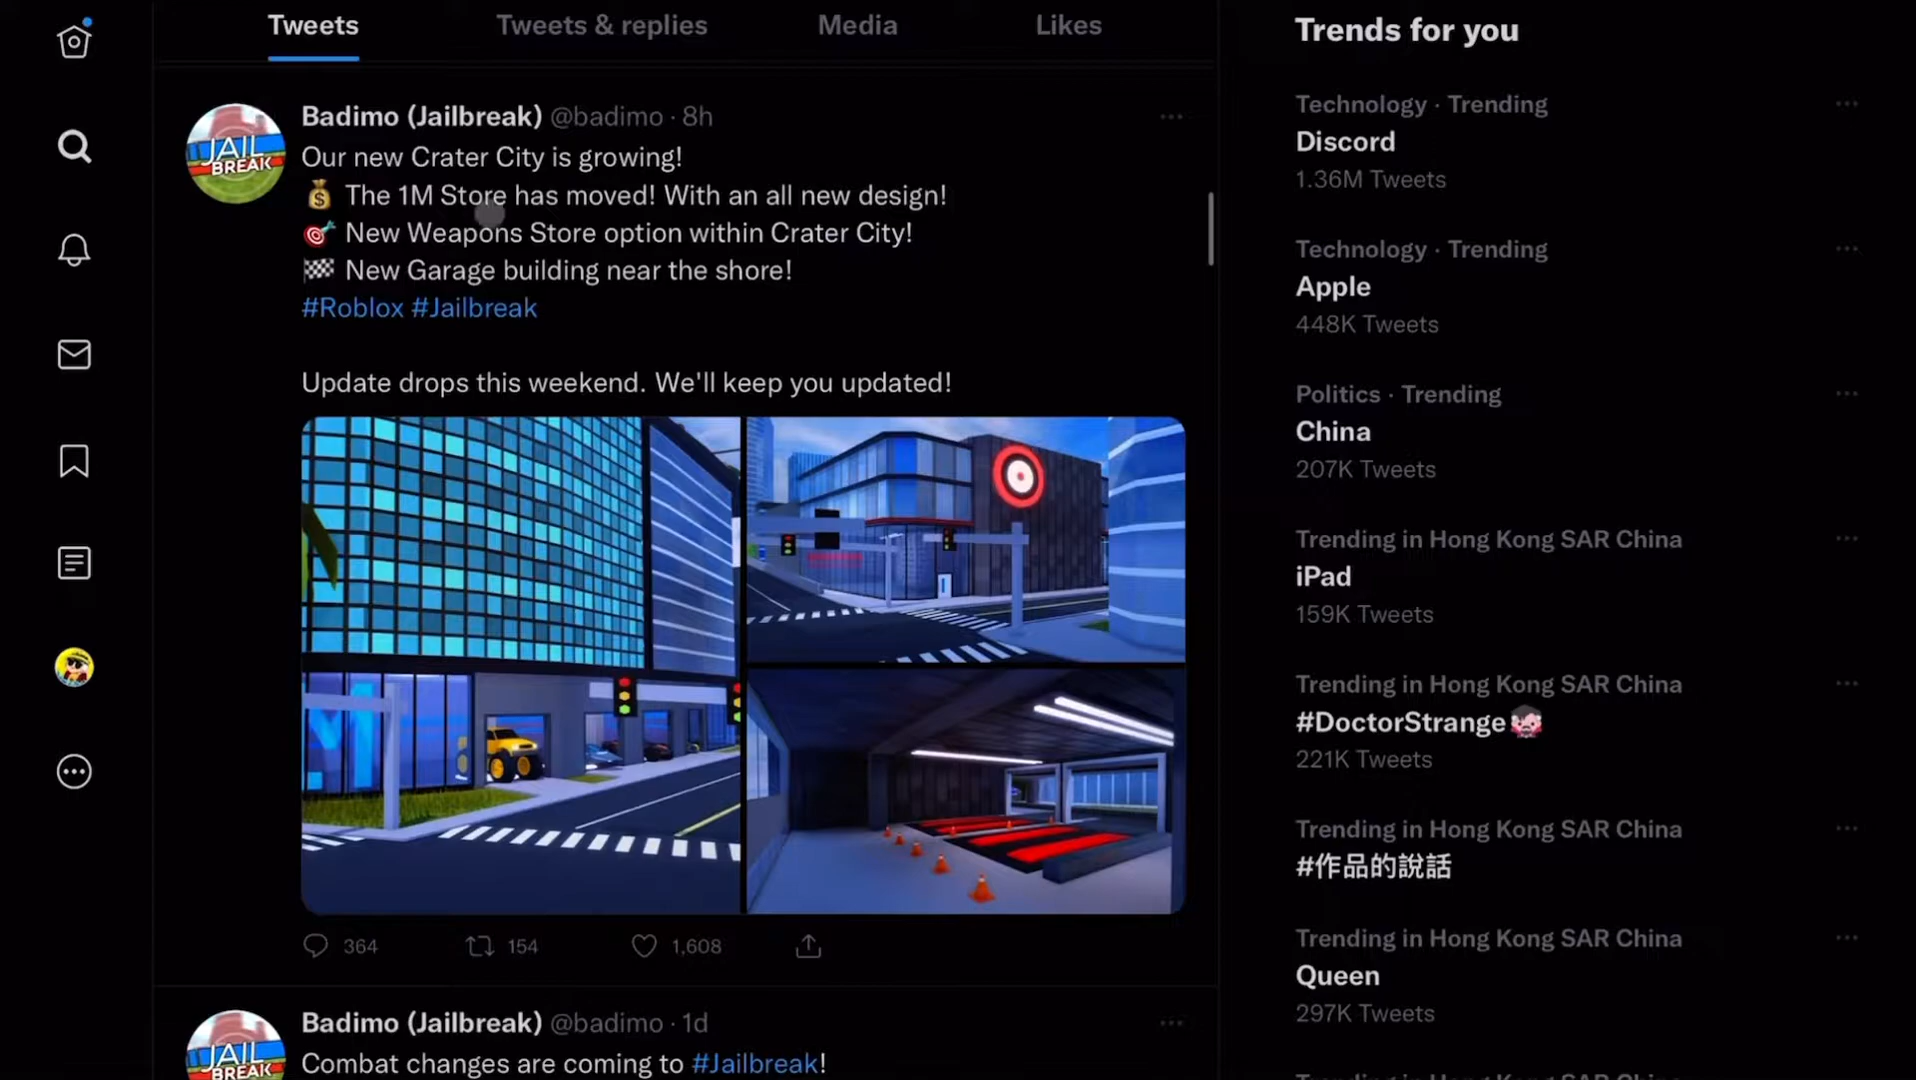 Tweets
Tweets & replies
Media
Likes
Badimo (Jailbreak) @badimo · 8h
Our new Crater City is growing!
💰 The 1M Store has moved! With an all new design!
🎯 New Weapons Store option within Crater City!
🏁 New Garage building near the shore!
#Roblox #Jailbreak
Update drops this weekend. We'll keep you updated!
364
154
1,608
Badimo (Jailbreak) @badimo · 1d
Combat changes are coming to #Jailbreak!
JAIL
BREAK
JAIL
BREAK
Trends for you
Technology · Trending
Discord
1.36M Tweets
Technology · Trending
Apple
448K Tweets
Politics · Trending
China
207K Tweets
Trending in Hong Kong SAR China
iPad
159K Tweets
Trending in Hong Kong SAR China
#DoctorStrange
221K Tweets
Trending in Hong Kong SAR China
#作品的說話
Trending in Hong Kong SAR China
Queen
297K Tweets